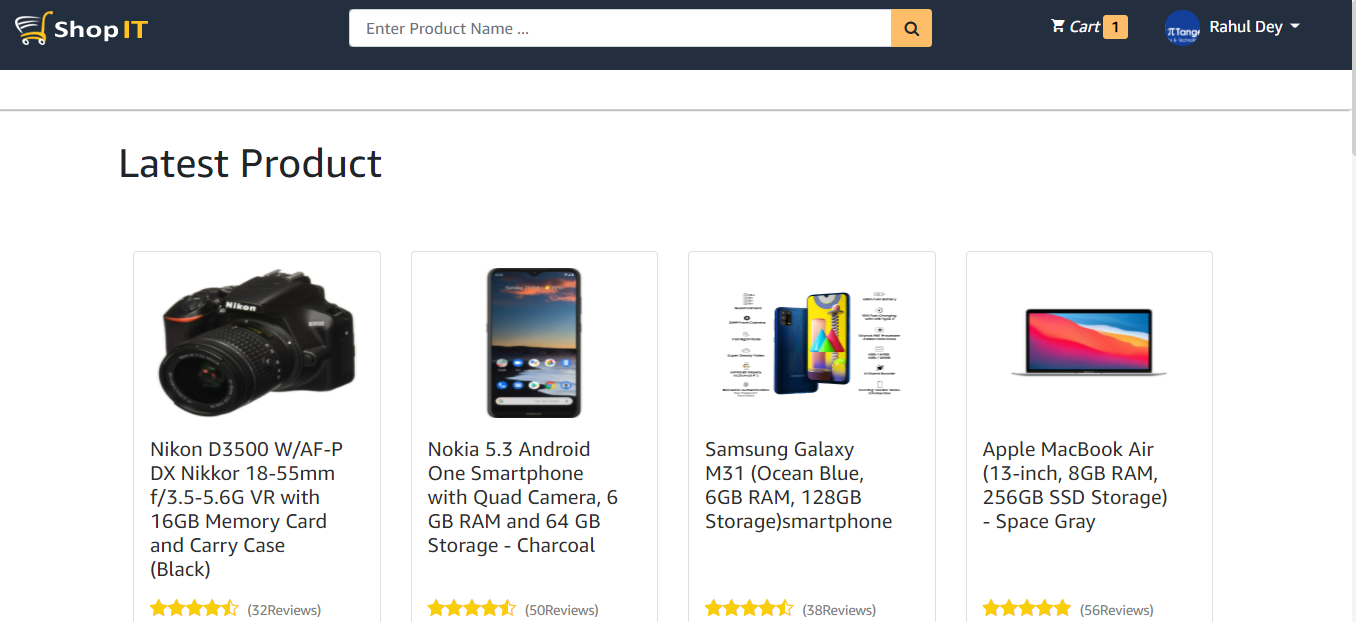 ShopIT
Enter Product Name ...
Cart 1
πTange
Rahul Dey
Latest Product
Nikon
Nikon D3500 W/AF-P
DX Nikkor 18-55mm
f/3.5-5.6G VR with
16GB Memory Card
and Carry Case
(Black)
(32Reviews)
Nokia 5.3 Android
One Smartphone
with Quad Camera, 6
GB RAM and 64 GB
Storage - Charcoal
(50Reviews)
Samsung Galaxy
M31 (Ocean Blue,
6GB RAM, 128GB
Storage)smartphone
(38Reviews)
Apple MacBook Air
(13-inch, 8GB RAM,
256GB SSD Storage)
- Space Gray
(56Reviews)